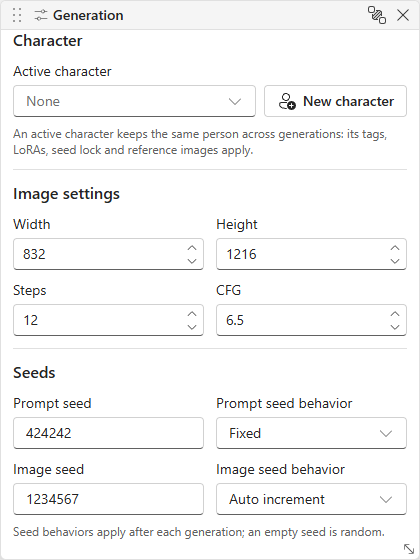 Generation
Character
Active character
None
New character
An active character keeps the same person across generations: its tags,
LoRAs, seed lock and reference images apply.
Image settings
Width Height
832 1216
Steps CFG
12 6.5
Seeds
Prompt seed Prompt seed behavior
424242 Fixed
Image seed Image seed behavior
1234567 Auto increment
Seed behaviors apply after each generation; an empty seed is random.